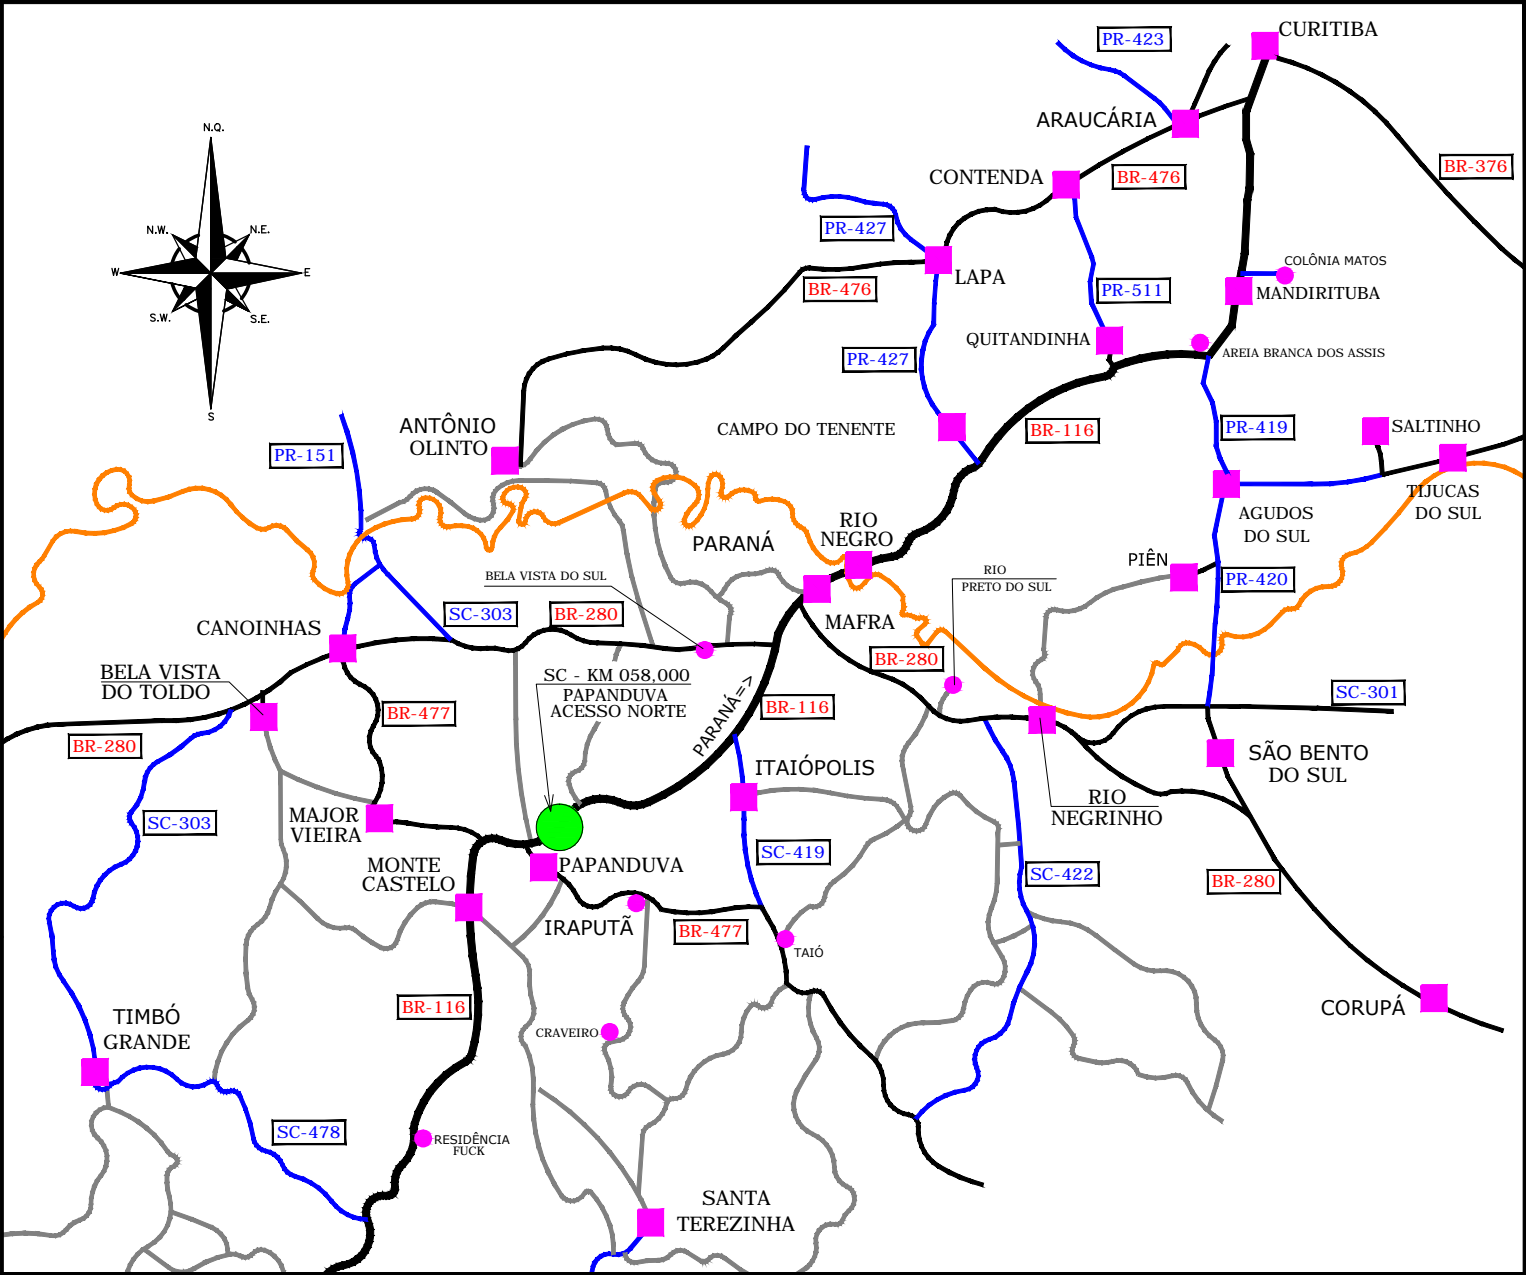 CURITIBA
PR-423
ARAUCÁRIA
BR-376
CONTENDA
BR-476
N.Q.
N.W.
N.E.
W
E
S.W.
S.E.
S
PR-427
COLÔNIA MATOS
LAPA
BR-476
PR-511
MANDIRITUBA
QUITANDINHA
PR-427
AREIA BRANCA DOS ASSIS
ANTÔNIO
OLINTO
CAMPO DO TENENTE
BR-116
PR-419
SALTINHO
PR-151
TIJUCAS
DO SUL
AGUDOS
DO SUL
RIO
NEGRO
PARANÁ
PIÊN
PR-420
BELA VISTA DO SUL
RIO
PRETO DO SUL
SC-303
BR-280
CANOINHAS
MAFRA
BR-280
BELA VISTA
DO TOLDO
SC - KM 058,000
PAPANDUVA
ACESSO NORTE
PARANÁ=>
BR-116
SC-301
BR-477
BR-280
ITAIÓPOLIS
SÃO BENTO
DO SUL
RIO
NEGRINHO
MAJOR
VIEIRA
SC-303
MONTE
CASTELO
PAPANDUVA
SC-419
SC-422
BR-280
IRAPUTÃ
BR-477
TAIÓ
BR-116
CORUPÁ
TIMBÓ
GRANDE
CRAVEIRO
SC-478
RESIDÊNCIA
FUCK
SANTA
TEREZINHA